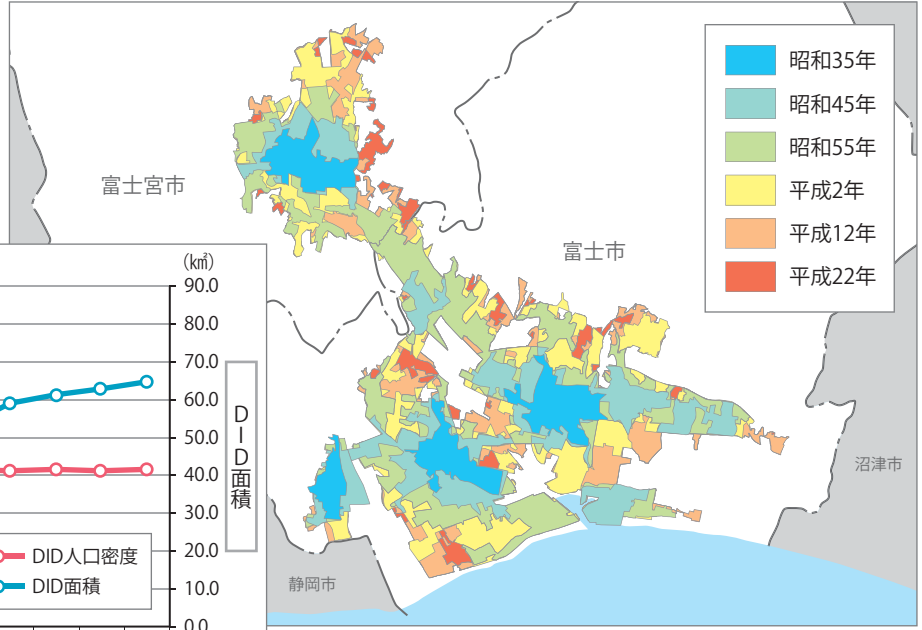 昭和35年
昭和45年
昭和55年
平成2年
平成12年
平成22年
富士宮市
富士市
沼津市
静岡市
(㎢)
90.0
80.0
70.0
60.0
50.0
40.0
30.0
20.0
10.0
0.0
DID面積
DID人口密度
DID面積